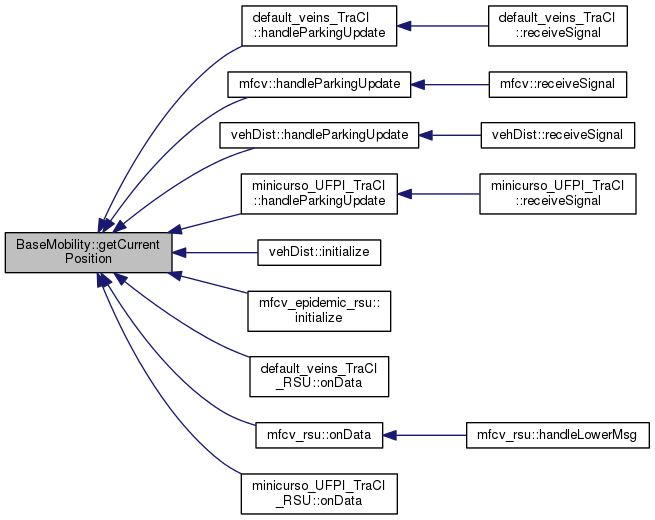 default_veins_TraCI
::handleParkingUpdate
default_veins_TraCI
::receiveSignal
mfcv::handleParkingUpdate
mfcv::receiveSignal
vehDist::handleParkingUpdate
vehDist::receiveSignal
minicurso_UFPI_TraCI
::handleParkingUpdate
minicurso_UFPI_TraCI
::receiveSignal
BaseMobility::getCurrent
Position
vehDist::initialize
mfcv_epidemic_rsu::
initialize
default_veins_TraCI
_RSU::onData
mfcv_rsu::onData
mfcv_rsu::handleLowerMsg
minicurso_UFPI_TraCI
_RSU::onData